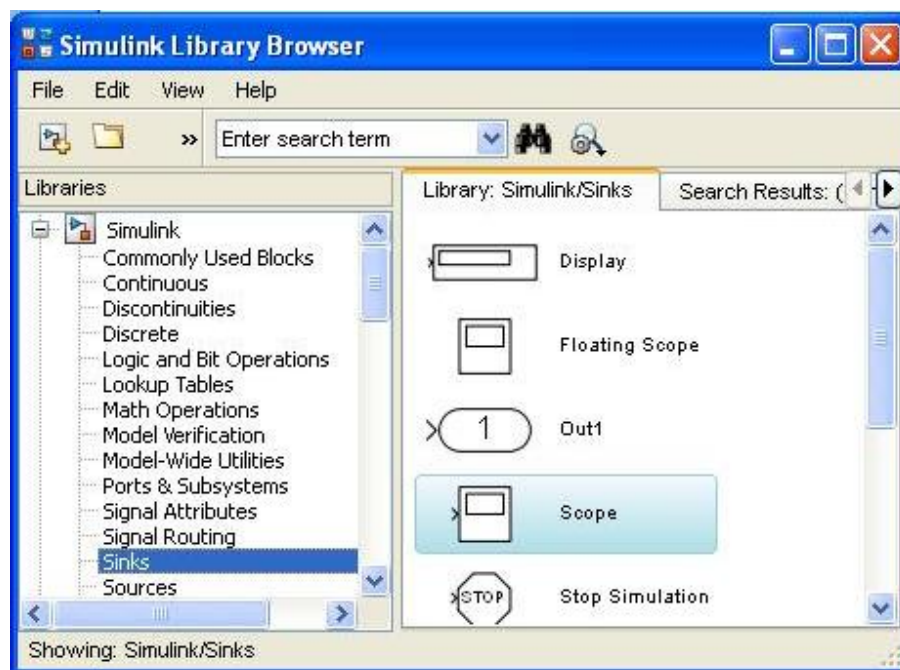 Simulink Library Browser
File Edit View Help
» Enter search term
Libraries
Simulink
Commonly Used Blocks
Continuous
Discontinuities
Discrete
Logic and Bit Operations
Lookup Tables
Math Operations
Model Verification
Model-Wide Utilities
Ports & Subsystems
Signal Attributes
Signal Routing
Sinks
Sources
Library: Simulink/Sinks Search Results: (
Display
Floating Scope
1 Out1
Scope
STOP Stop Simulation
Showing: Simulink/Sinks